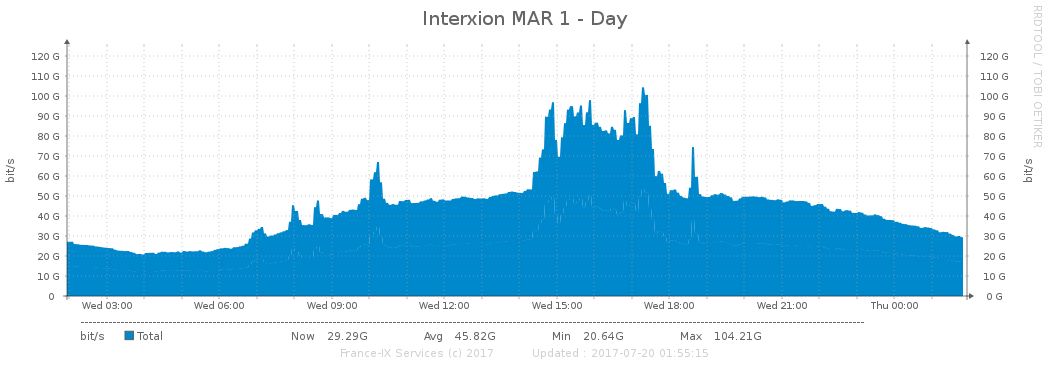 Interxion MAR 1 - Day
RRDTOOL / TOBI OETIKER
120 G 120 G
110 G 110 G
100 G 100 G
90 G 90 G
80 G 80 G
70 G 70 G
60 G 60 G
50 G 50 G
40 G 40 G
30 G 30 G
20 G 20 G
10 G 10 G
0 0 G
bit/s
bit/s
Wed 03:00 Wed 06:00 Wed 09:00 Wed 12:00 Wed 15:00 Wed 18:00 Wed 21:00 Thu 00:00
bit/s Total Now 29.29G Avg 45.82G Min 20.64G Max 104.21G
France-IX Services (c) 2017 Updated : 2017-07-20 01:55:15